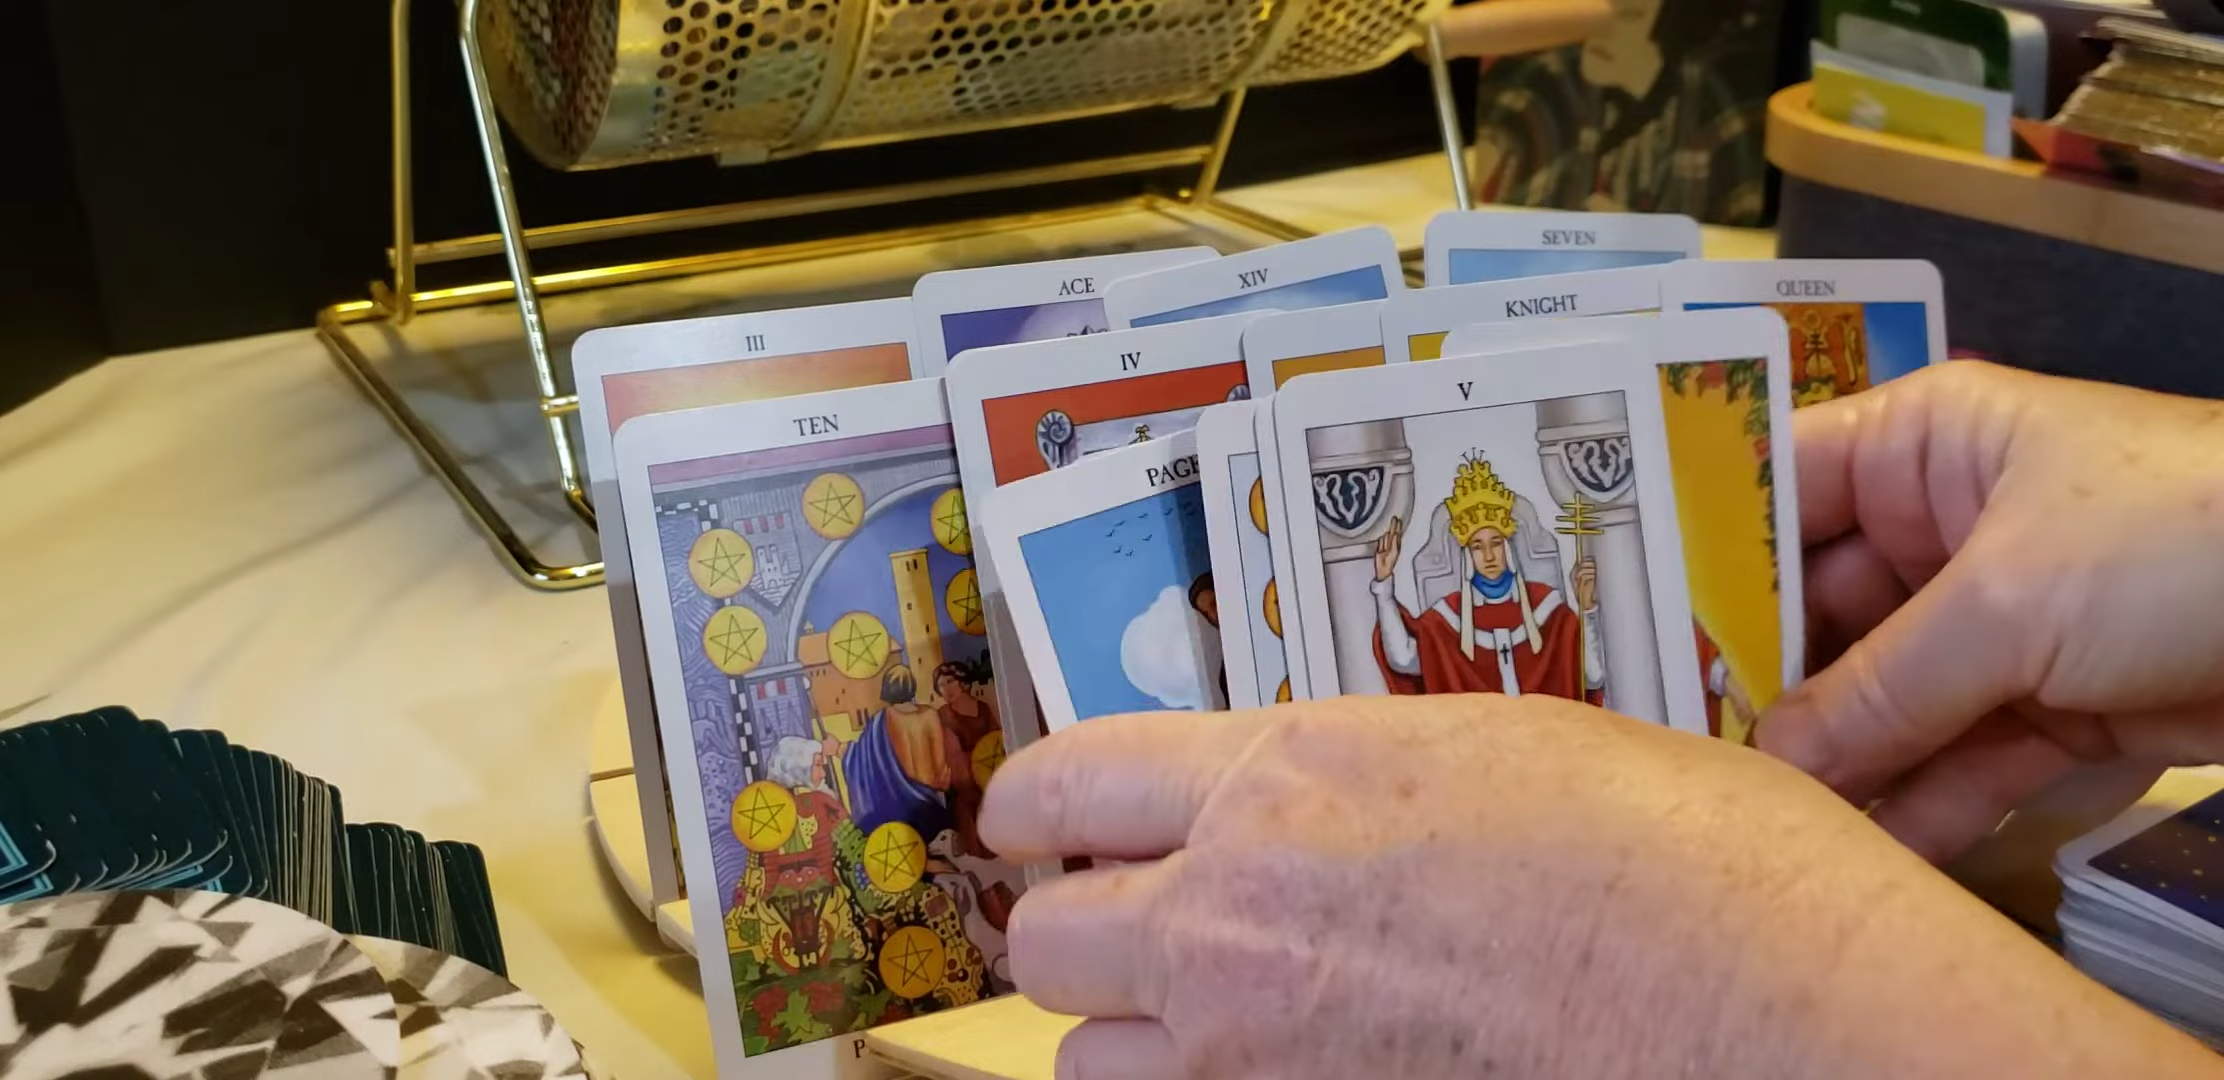 SEVEN
ACE
XIV
QUEEN
KNIGHT
III
IV
V
TEN
PAGE
P